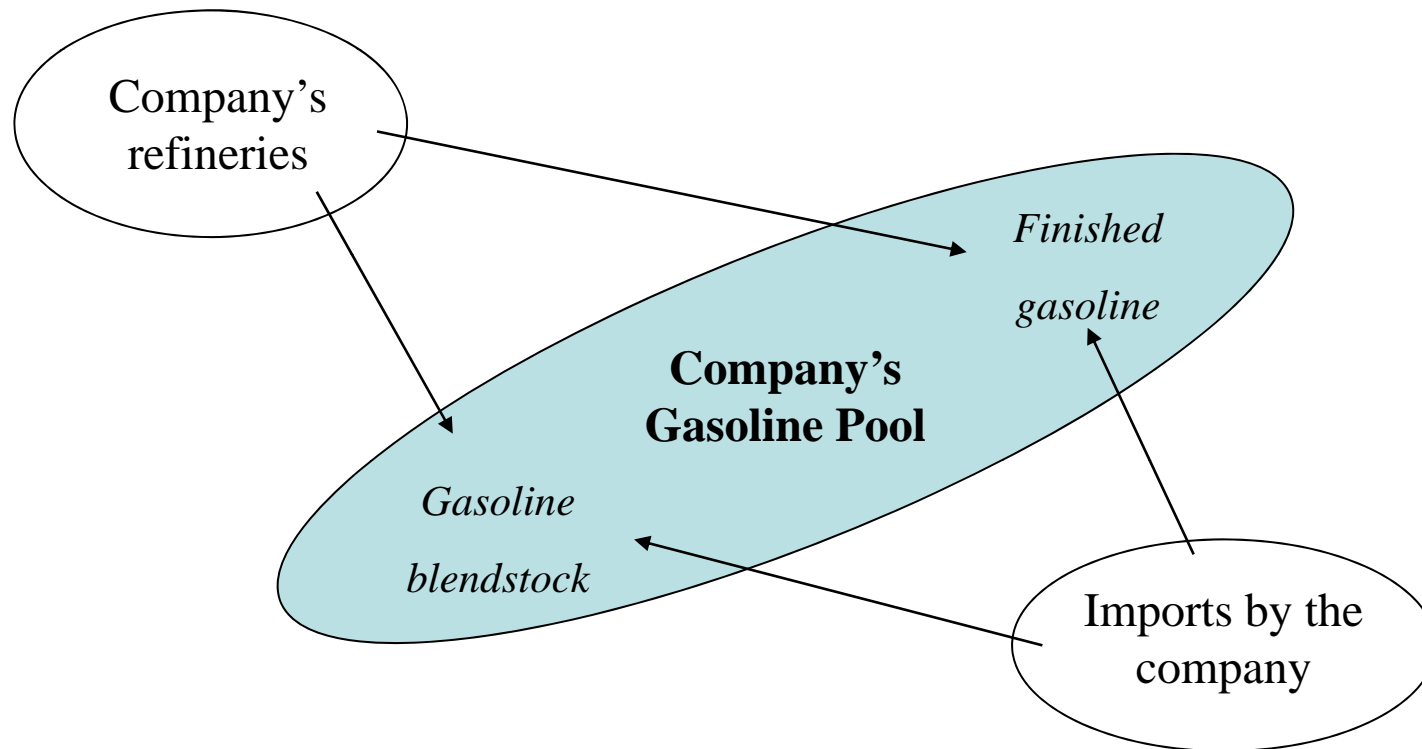 Company’s
refineries
Finished
gasoline
Company’s
Gasoline Pool
Gasoline
blendstock
Imports by the
company